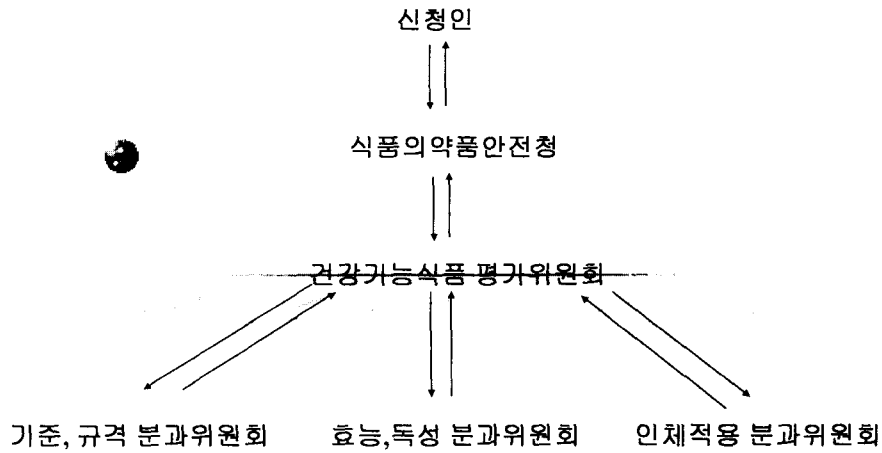 신청인
식품의약품안전청
건강기능식품 평가위원회
기준, 규격 분과위원회
효능,독성 분과위원회
인체적용 분과위원회